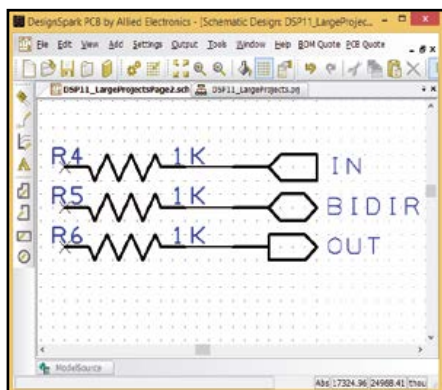 DesignSpark PCB by Allied Electronics - [Schematic Design: DSP11_LargeProjec...
File Edit View Add Settings Output Tools Window Help BOM Quote PCB Quote
DSP11_LargeProjectsPage2.sch DSP11_LargeProjects.prj
R4 1K IN
R5 1K BIDIR
R6 1K OUT
ModelSource
Abs 17324.96 24968.41 thou